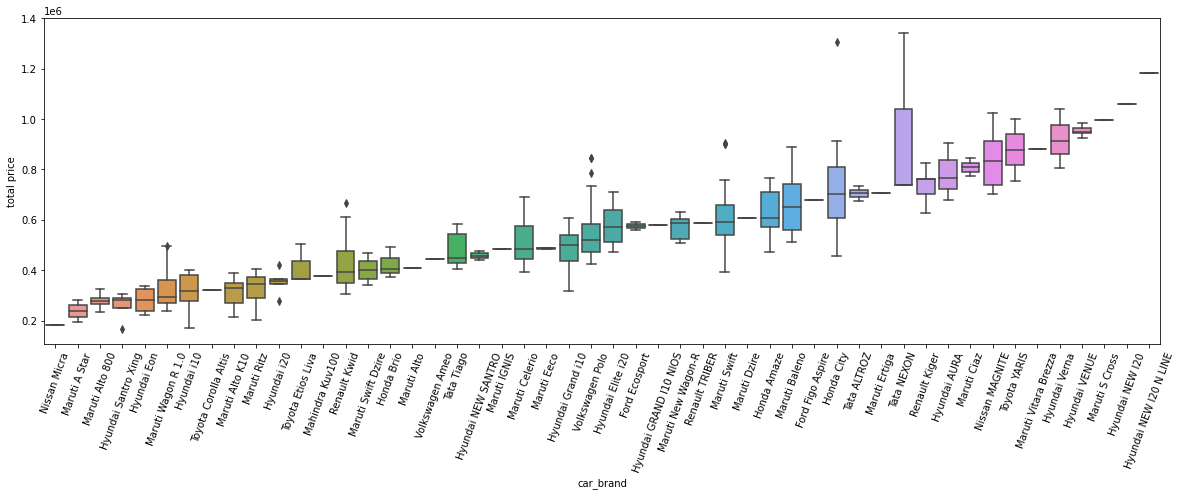 1e6
1.4
1.2
1.0
0.8
0.6
0.4
0.2
total price
Nissan Micra
Maruti A Star
Maruti Alto 800
Hyundai Santro Xing
Hyundai Eon
Maruti Wagon R 1.0
Hyundai i10
Toyota Corolla Altis
Maruti Alto K10
Maruti Ritz
Hyundai i20
Toyota Etios Liva
Mahindra Kuv100
Renault Kwid
Maruti Swift Dzire
Honda Brio
Maruti Alto
Volkswagen Ameo
Tata Tiago
Hyundai NEW SANTRO
Maruti IGNIS
Maruti Celerio
Maruti Eeco
Hyundai Grand i10
Volkswagen Polo
Hyundai Elite i20
Ford Ecosport
Hyundai GRAND I10 NIOS
Maruti New Wagon-R
Renault TRIBER
Maruti Swift
Maruti Dzire
Honda Amaze
Maruti Baleno
Ford Figo Aspire
Honda City
Tata ALTROZ
Maruti Ertiga
Tata NEXON
Renault Kiger
Hyundai AURA
Maruti Ciaz
Nissan MAGNITE
Toyota YARIS
Maruti Vitara Brezza
Hyundai Verna
Hyundai VENUE
Maruti S Cross
Hyundai NEW I20
Hyundai NEW I20 N LINE
car_brand